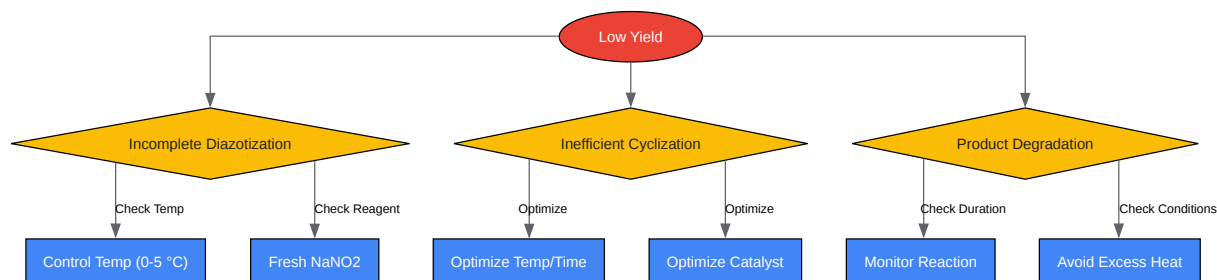 Low Yield
Incomplete Diazotization
Inefficient Cyclization
Product Degradation
Check Temp
Check Reagent
Optimize
Optimize
Check Duration
Check Conditions
Control Temp (0-5 °C)
Fresh NaNO2
Optimize Temp/Time
Optimize Catalyst
Monitor Reaction
Avoid Excess Heat